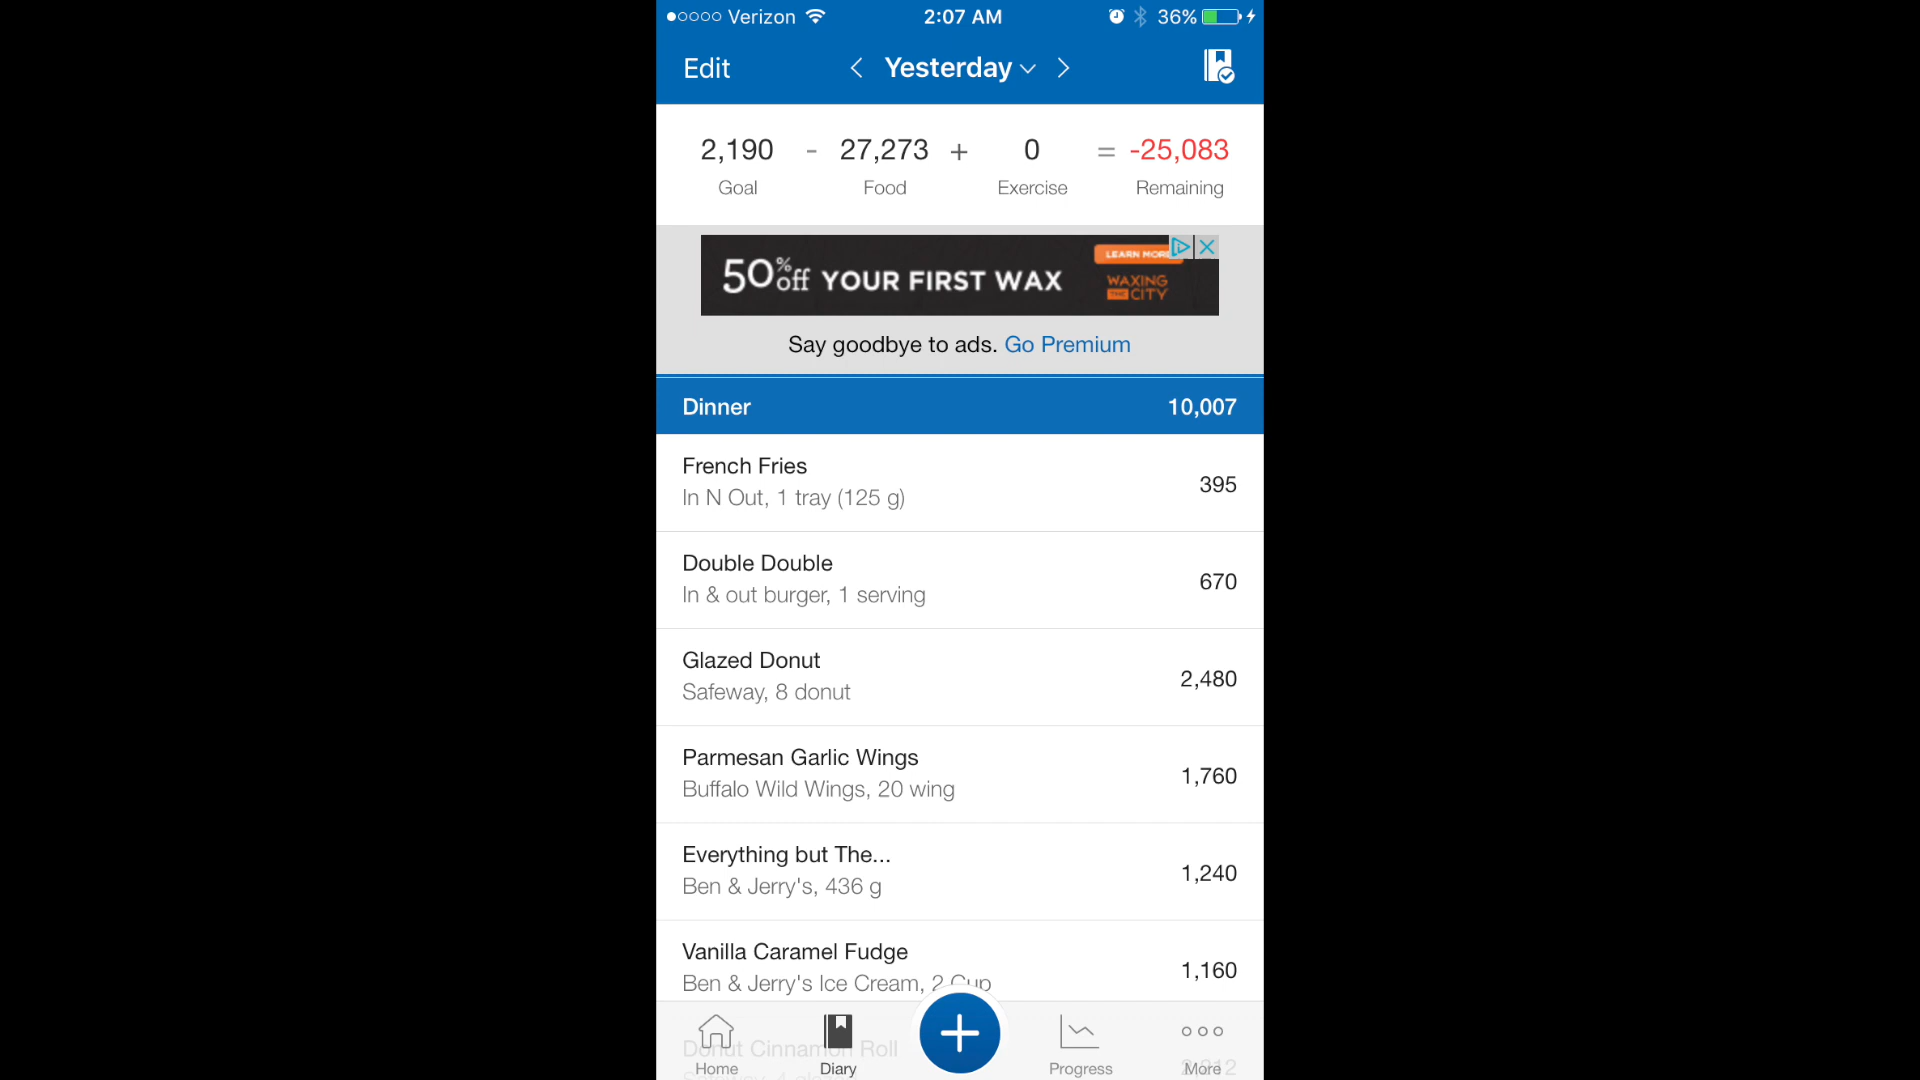 Verizon 2:07 AM 36%
Edit Yesterday
2,190 - 27,273 + 0 = -25,083
Goal Food Exercise Remaining
50%off YOUR FIRST WAX
LEARN MORE
WAXING
THE CITY
Say goodbye to ads. Go Premium
Dinner 10,007
French Fries
395
In N Out, 1 tray (125 g)
Double Double
670
In & out burger, 1 serving
Glazed Donut
2,480
Safeway, 8 donut
Parmesan Garlic Wings
1,760
Buffalo Wild Wings, 20 wing
Everything but The...
1,240
Ben & Jerry's, 436 g
Vanilla Caramel Fudge
1,160
Ben & Jerry's Ice Cream, 2 Cup
Donut Cinnamon Roll
Home Diary Progress More